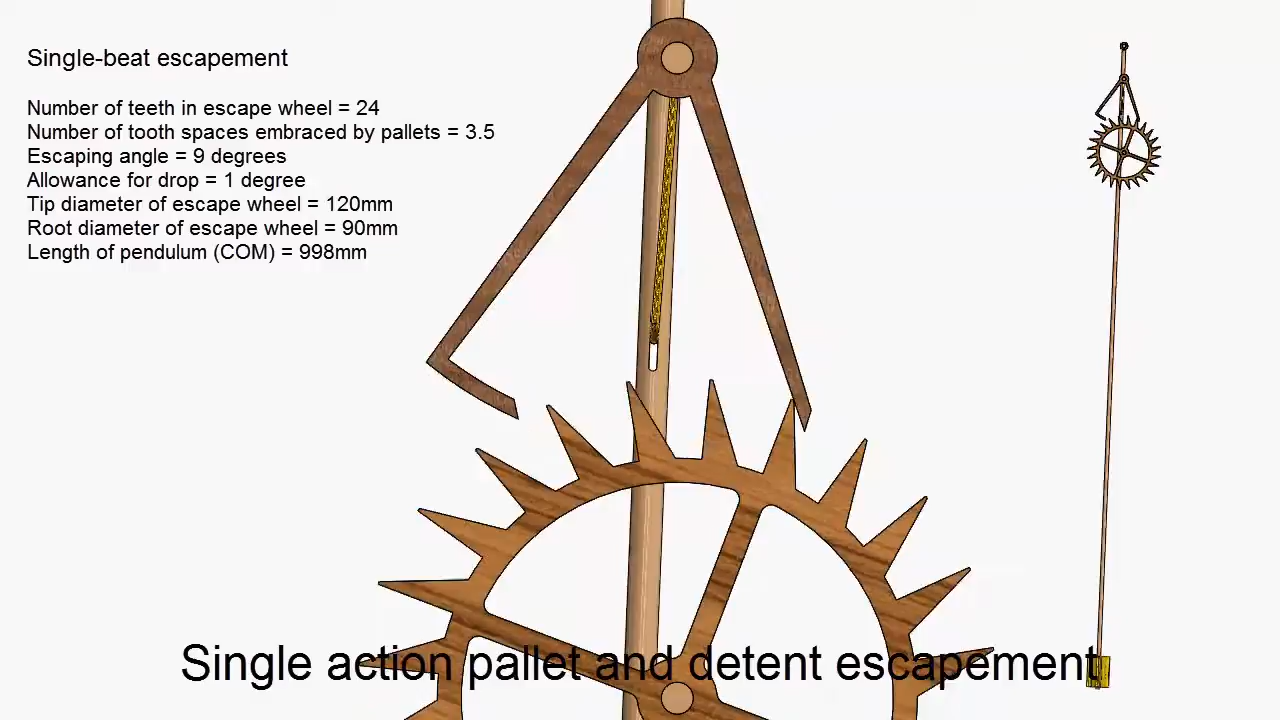 Single-beat escapement
Number of teeth in escape wheel = 24
Number of tooth spaces embraced by pallets = 3.5
Escaping angle = 9 degrees
Allowance for drop = 1 degree
Tip diameter of escape wheel = 120mm
Root diameter of escape wheel = 90mm
Length of pendulum (COM) = 998mm
Single action pallet and detent escapement